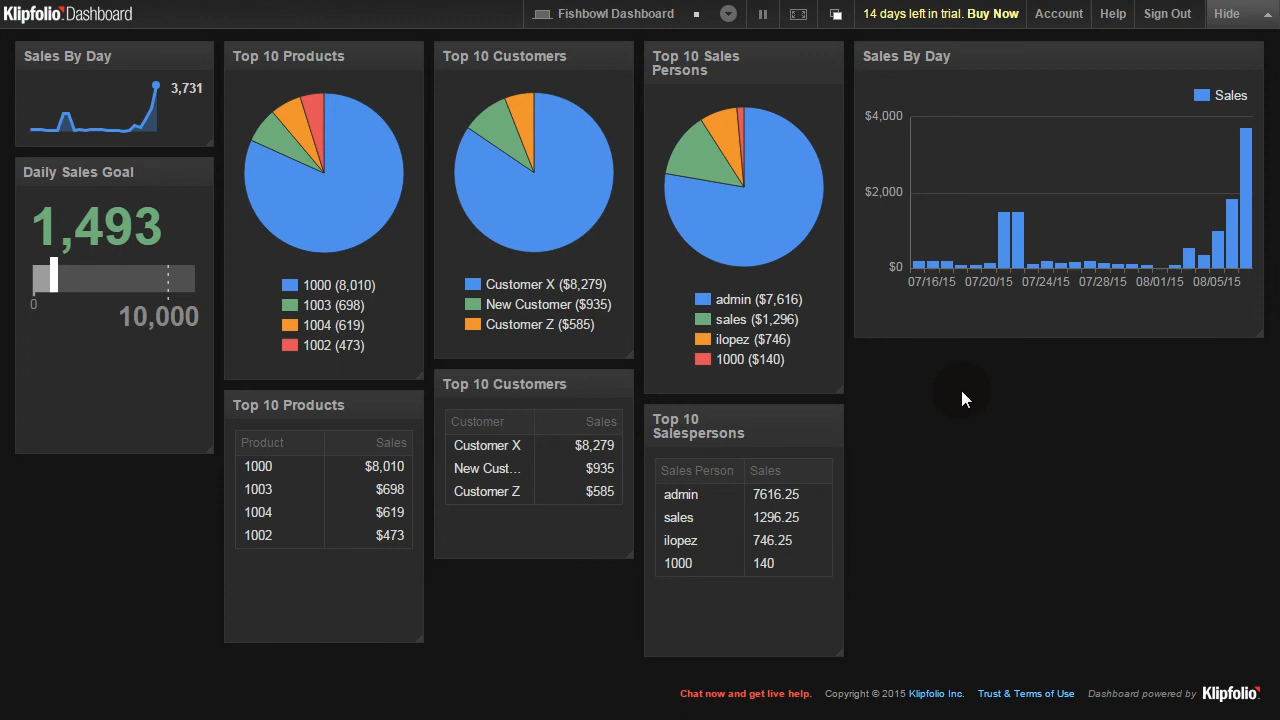 Klipfolio Dashboard
Fishbowl Dashboard
14 days left in trial. Buy Now
Account
Help
Sign Out
Hide
Sales By Day
3,731
Daily Sales Goal
1,493
0
10,000
Top 10 Products
1000 (8,010)
1003 (698)
1004 (619)
1002 (473)
Top 10 Products
Product Sales
1000 $8,010
1003 $698
1004 $619
1002 $473
Top 10 Customers
Customer X ($8,279)
New Customer ($935)
Customer Z ($585)
Top 10 Customers
Customer Sales
Customer X $8,279
New Cust... $935
Customer Z $585
Top 10 Sales
Persons
admin ($7,616)
sales ($1,296)
ilopez ($746)
1000 ($140)
Top 10
Salespersons
Sales Person Sales
admin 7616.25
sales 1296.25
ilopez 746.25
1000 140
Sales By Day
Sales
$4,000
$2,000
$0
07/16/15 07/20/15 07/24/15 07/28/15 08/01/15 08/05/15
Chat now and get live help. Copyright © 2015 Klipfolio Inc. Trust & Terms of Use Dashboard powered by Klipfolio